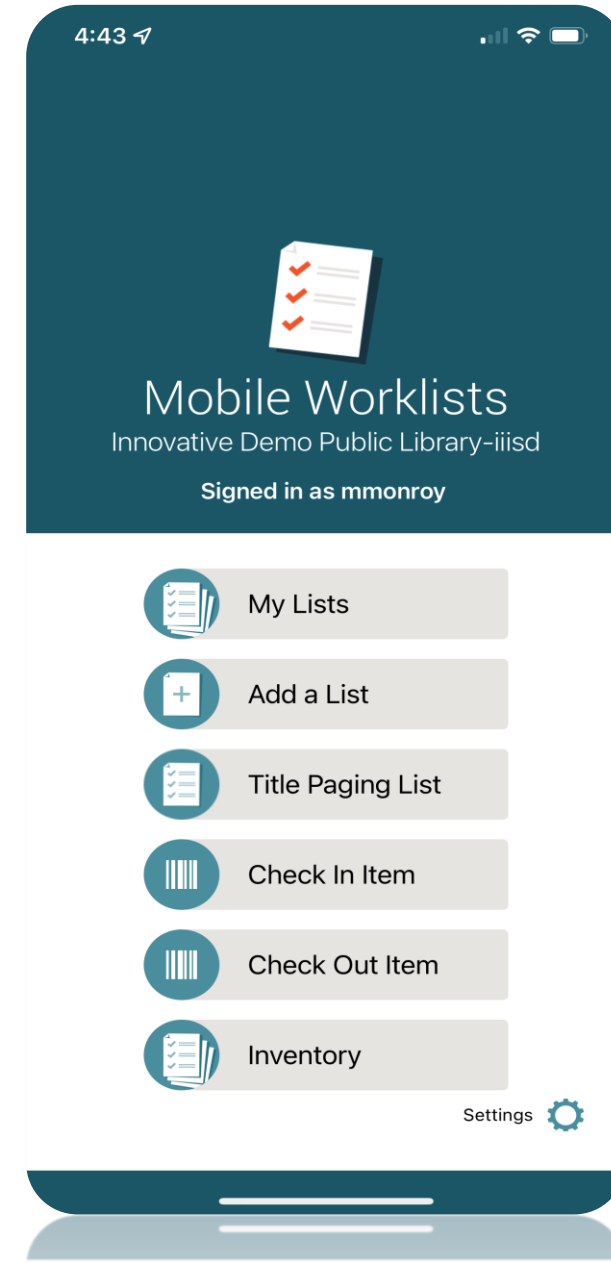 4:43
Mobile Worklists
Innovative Demo Public Library-iiisd
Signed in as mmonroy
My Lists
Add a List
Title Paging List
Check In Item
Check Out Item
Inventory
Settings